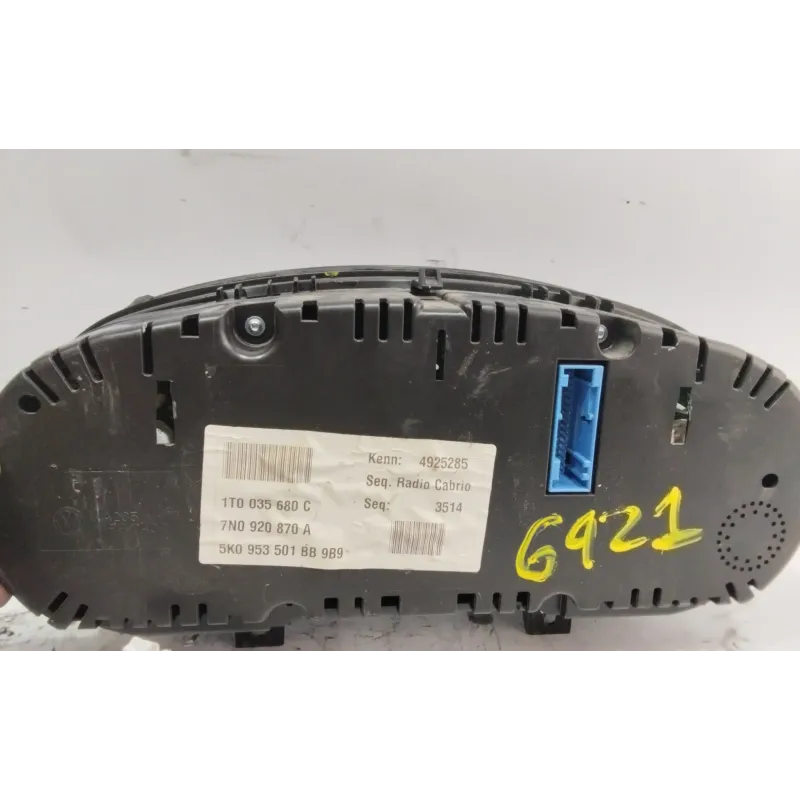 Kenn: 4925285
Seq. Radio Cabrio
Seq: 3514
1T0 035 680 C
7N0 920 870 A
5K0 953 501 BB 9B9
G921